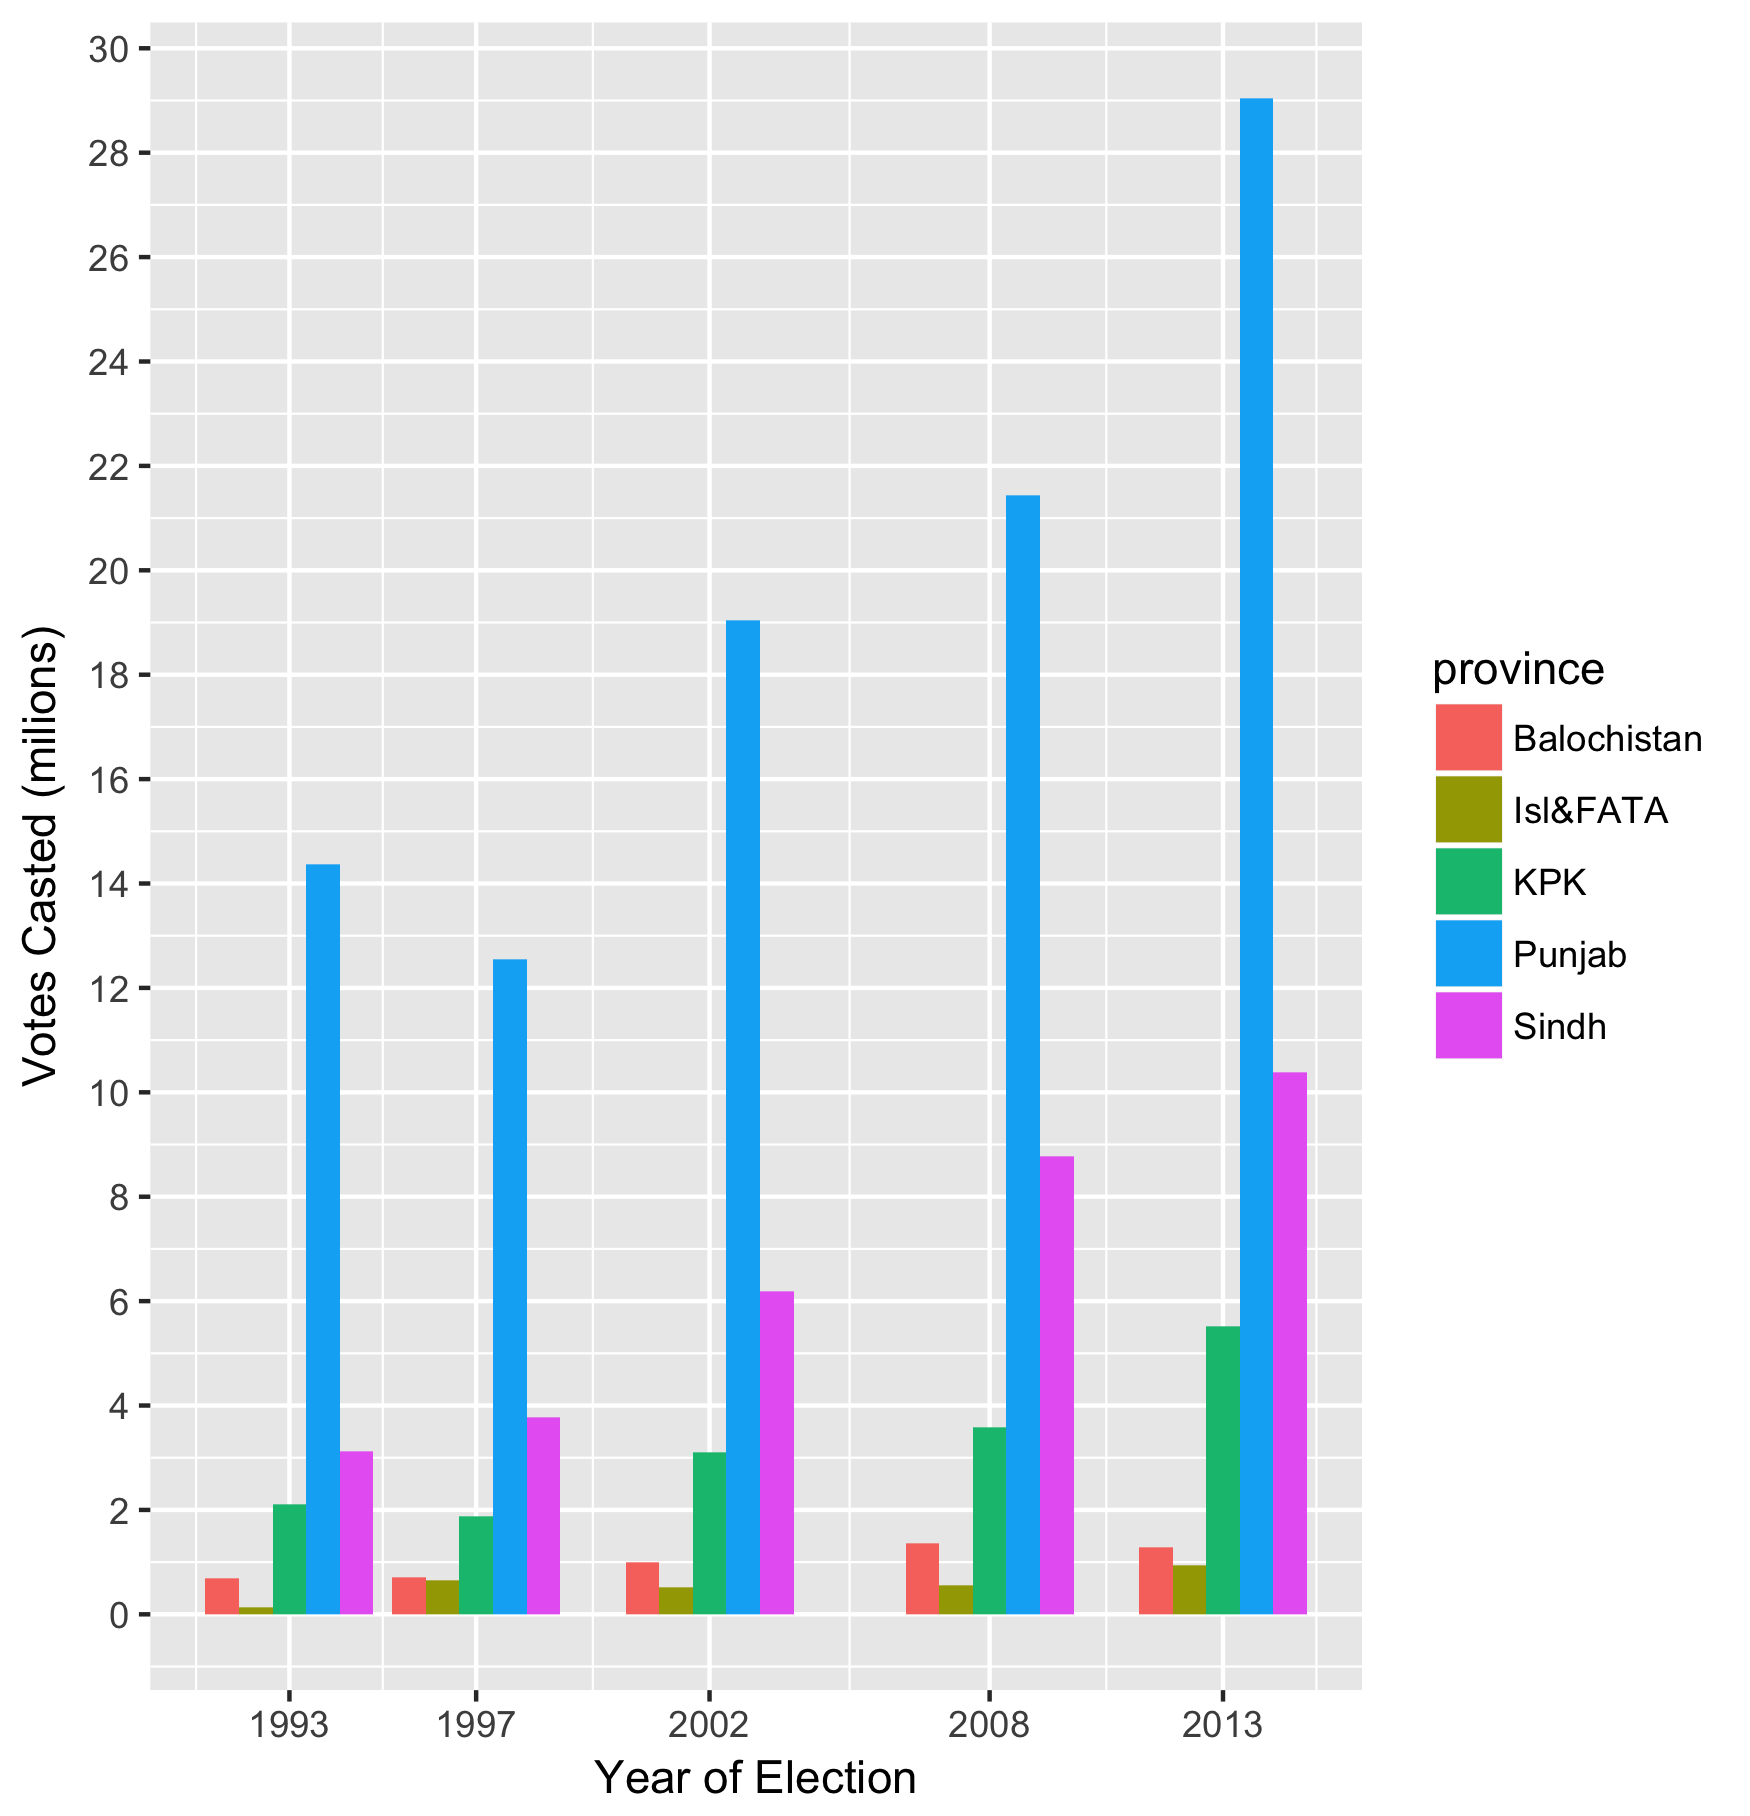 30
28
26
24
22
20
18
16
14
12
10
8
6
4
2
0
Votes Casted (milions)
1993 1997 2002 2008 2013
Year of Election
province
Balochistan
Isl&FATA
KPK
Punjab
Sindh